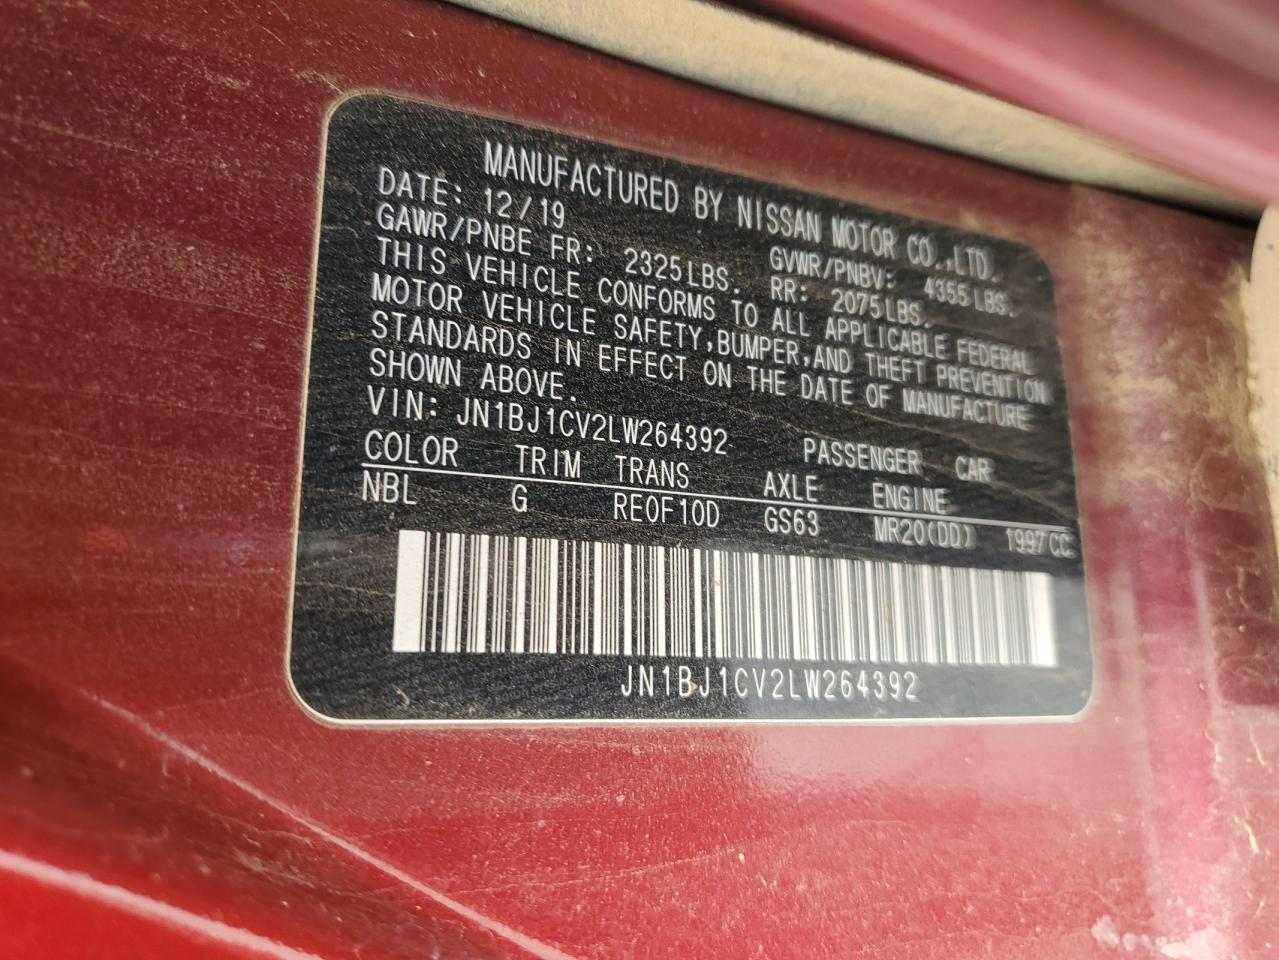 MANUFACTURED BY NISSAN MOTOR CO.,LTD.
DATE: 12/19 GVWR/PNBV: 4355LBS.
GAWR/PNBE FR: 2325LBS. RR: 2075LBS.
THIS VEHICLE CONFORMS TO ALL APPLICABLE FEDERAL
MOTOR VEHICLE SAFETY,BUMPER,AND THEFT PREVENTION
STANDARDS IN EFFECT ON THE DATE OF MANUFACTURE
SHOWN ABOVE.
VIN: JN1BJ1CV2LW264392 PASSENGER CAR
COLOR TRIM TRANS AXLE ENGINE
NBL G RE0F10D GS63 MR20(DD) 1997CC
JN1BJ1CV2LW264392